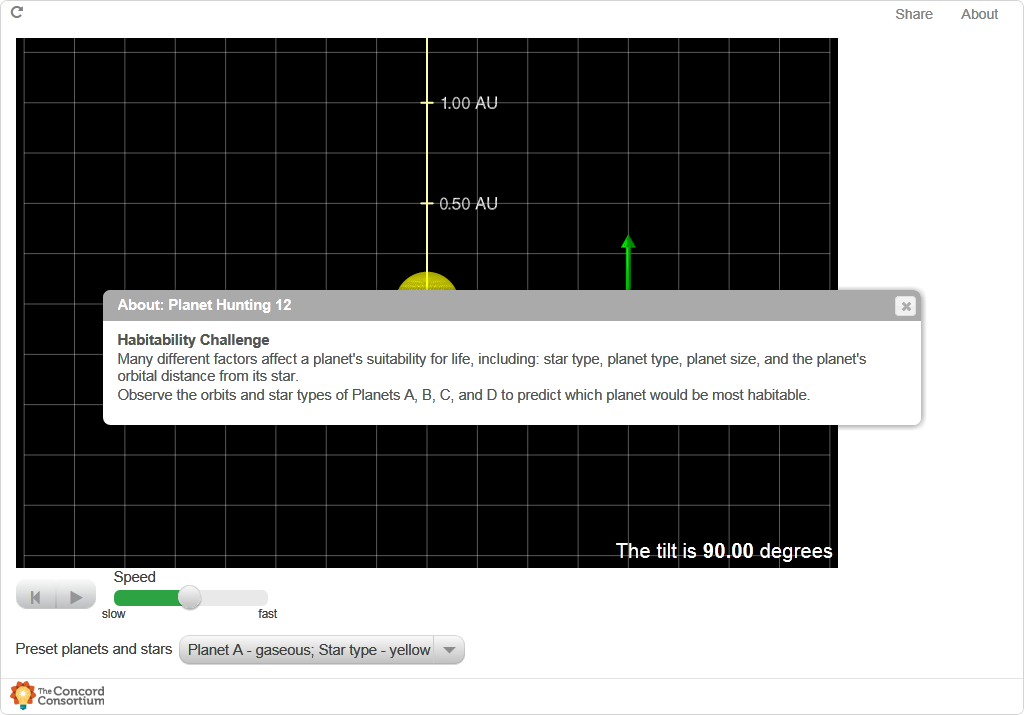 Share About
1.00 AU
0.50 AU
About: Planet Hunting 12
Habitability Challenge
Many different factors affect a planet's suitability for life, including: star type, planet type, planet size, and the planet's
orbital distance from its star.
Observe the orbits and star types of Planets A, B, C, and D to predict which planet would be most habitable.
The tilt is 90.00 degrees
Speed
slow fast
Preset planets and stars Planet A - gaseous; Star type - yellow
The Concord
Consortium